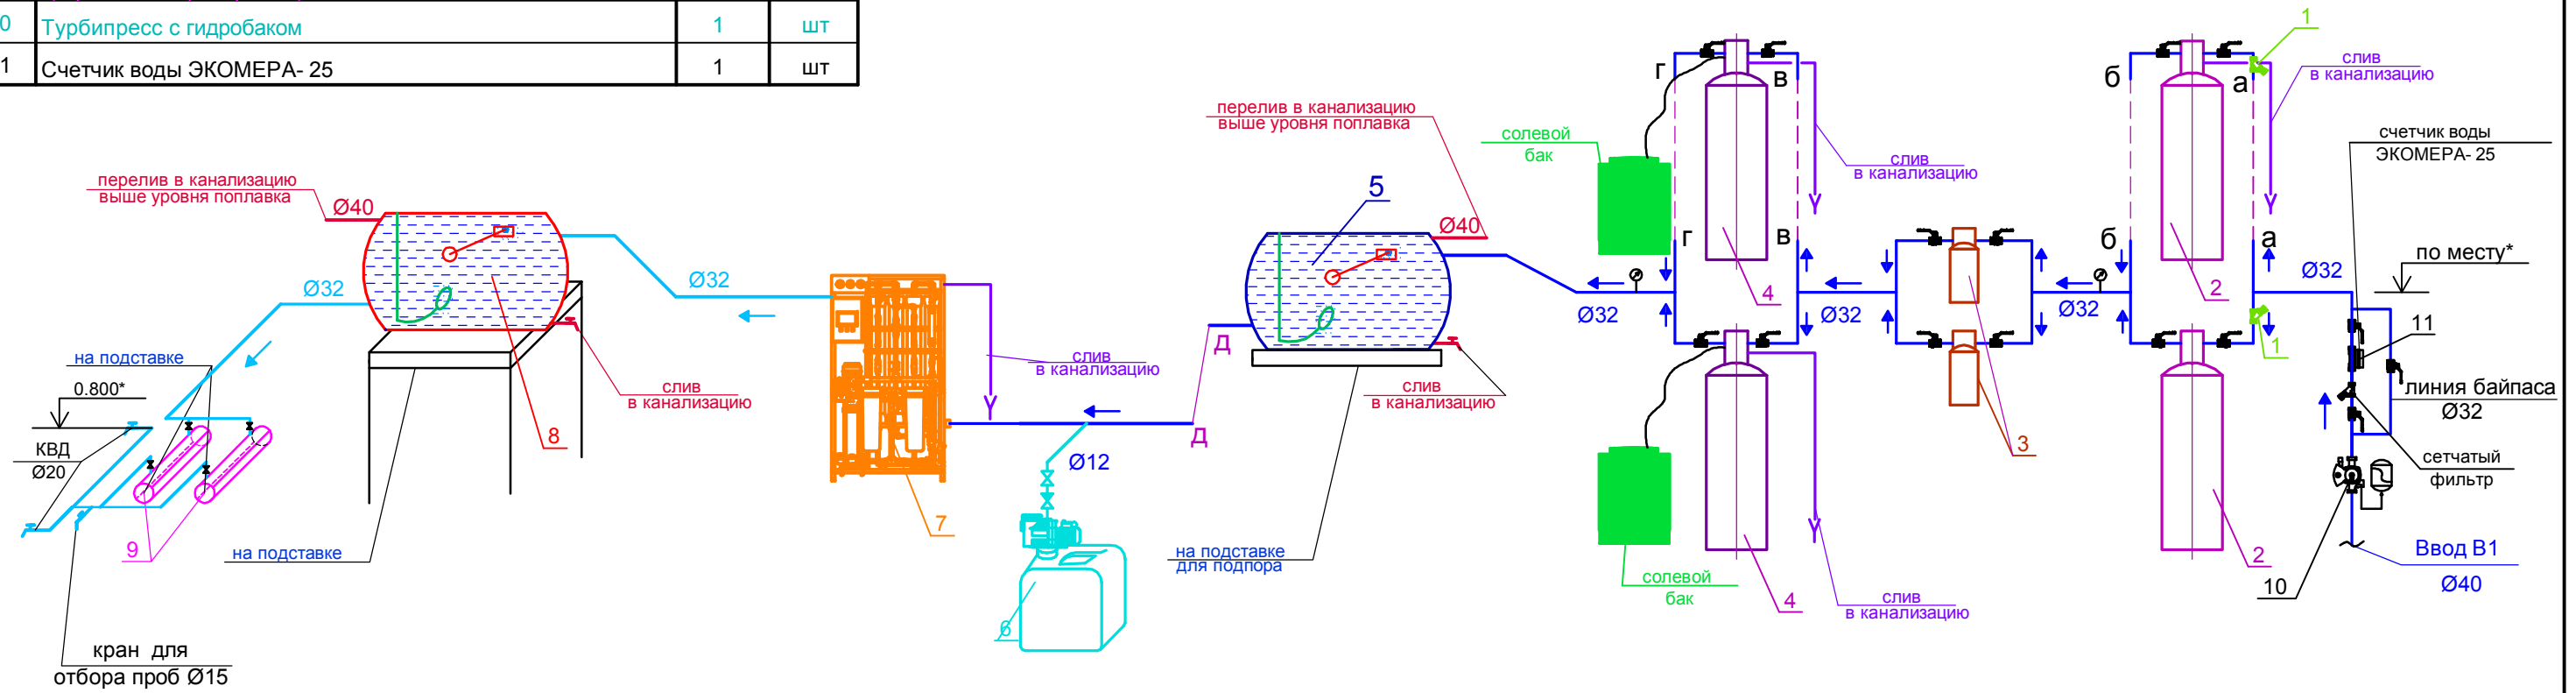 0 Турбипресс с гидробаком 1 шт
1 Счетчик воды ЭКОМЕРА- 25 1 шт
перелив в канализацию
выше уровня поплавка
Ø40
Ø32
на подставке
0.800*
КВД
Ø20
9
кран для
отбора проб Ø15
на подставке
8
слив
в канализацию
Ø32
7
слив
в канализацию
Ø12
6
Д
Д
перелив в канализацию
выше уровня поплавка
5
Ø40
слив
в канализацию
на подставке
для подпора
солевой
бак
солевой
бак
Ø32
г
в
г
в
4
слив
в канализацию
4
слив
в канализацию
Ø32
3
Ø32
б
а
б
а
2
2
1
1
слив
в канализацию
счетчик воды
ЭКОМЕРА- 25
по месту*
Ø32
11
линия байпаса
Ø32
сетчатый
фильтр
10
Ввод В1
Ø40